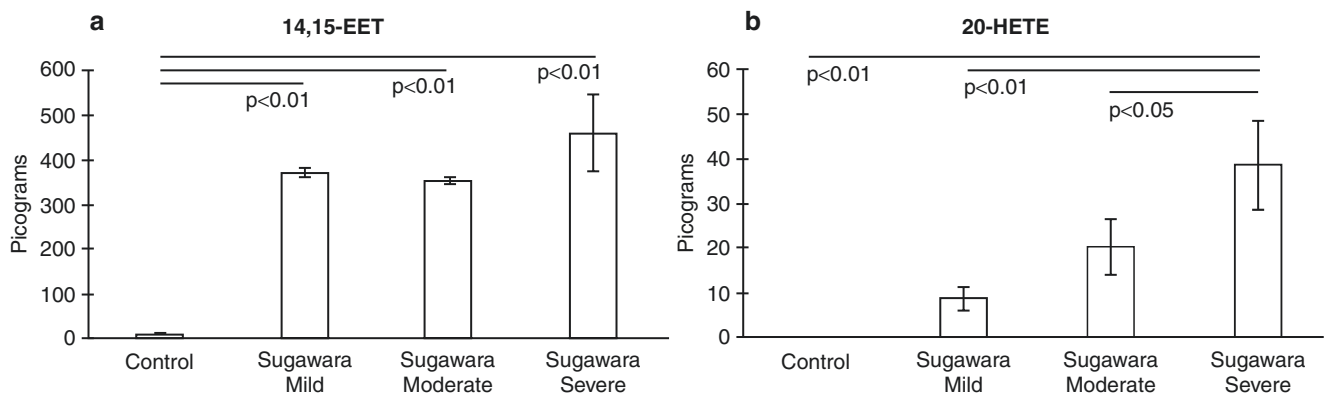 a
14,15-EET
600
500
400
300
200
100
0
Picograms
p<0.01
p<0.01
p<0.01
Control
Sugawara
Mild
Sugawara
Moderate
Sugawara
Severe
b
20-HETE
60
50
40
30
20
10
0
Picograms
p<0.01
p<0.01
p<0.05
Control
Sugawara
Mild
Sugawara
Moderate
Sugawara
Severe